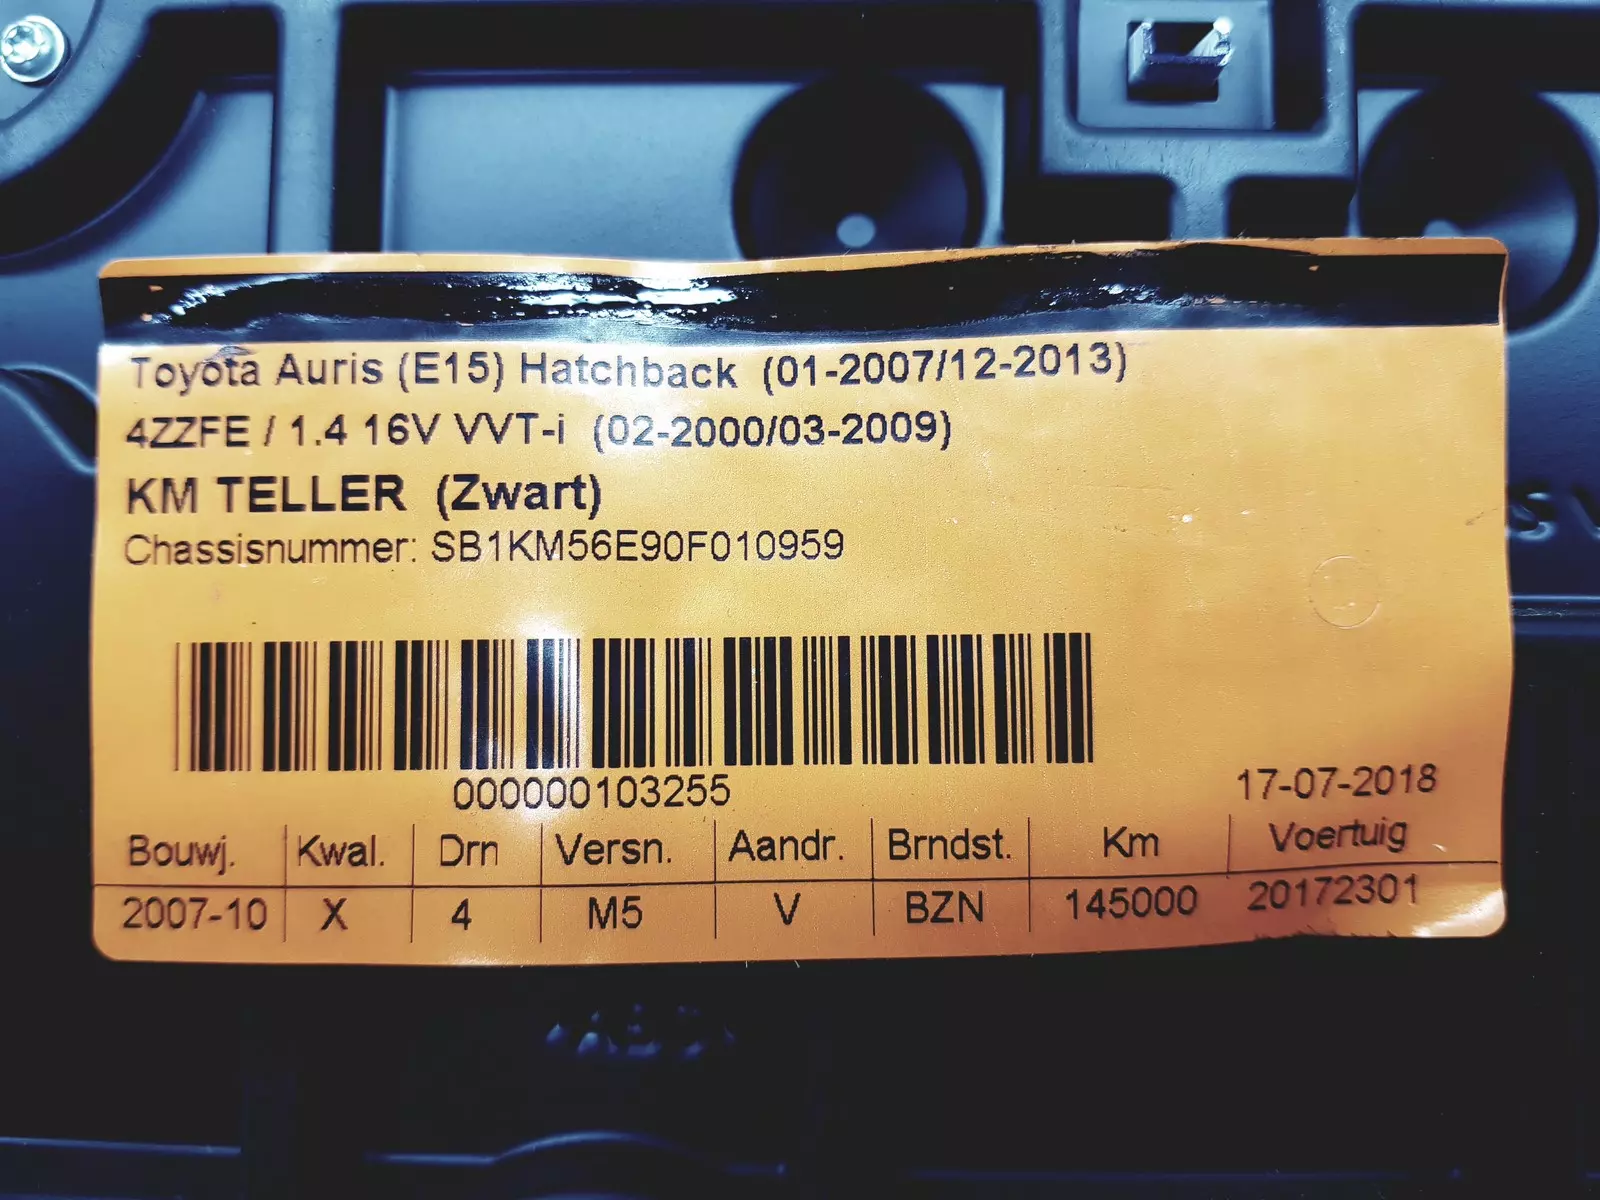 Toyota Auris (E15) Hatchback (01-2007/12-2013)
4ZZFE / 1.4 16V VVT-i (02-2000/03-2009)
KM TELLER (Zwart)
Chassisnummer: SB1KM56E90F010959
000000103255
17-07-2018
Bouwj. Kwal. Drn Versn. Aandr. Brndst. Km Voertuig
2007-10 X 4 M5 V BZN 145000 20172301